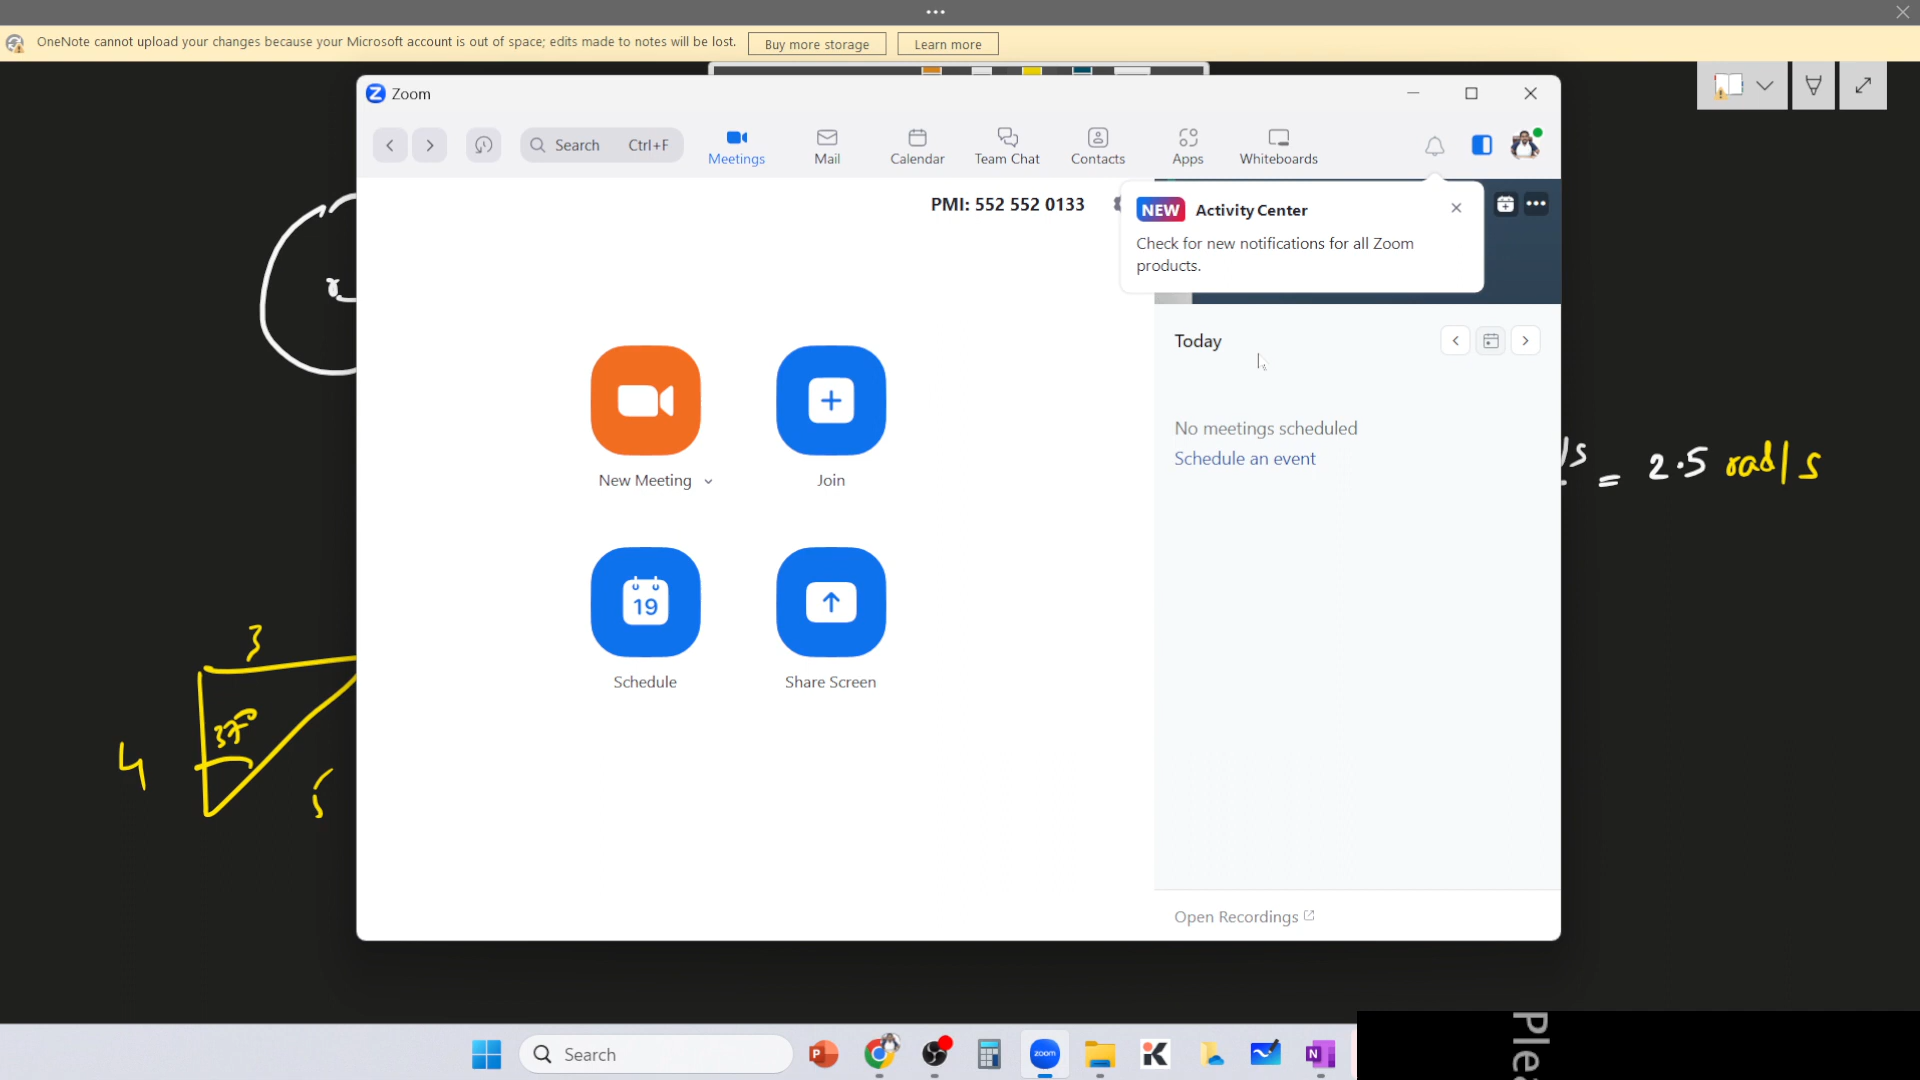 OneNote cannot upload your changes because your Microsoft account is out of space; edits made to notes will be lost.
Buy more storage
Learn more
Zoom
Search Ctrl+F
Meetings
Mail
Calendar
Team Chat
Contacts
Apps
Whiteboards
PMI: 552 552 0133
NEW Activity Center
Check for new notifications for all Zoom
products.
Today
No meetings scheduled
Schedule an event
New Meeting
Join
19
Schedule
Share Screen
Open Recordings
/s = 2.5 rad/s
3
37°
4
Search
zoom
Ple